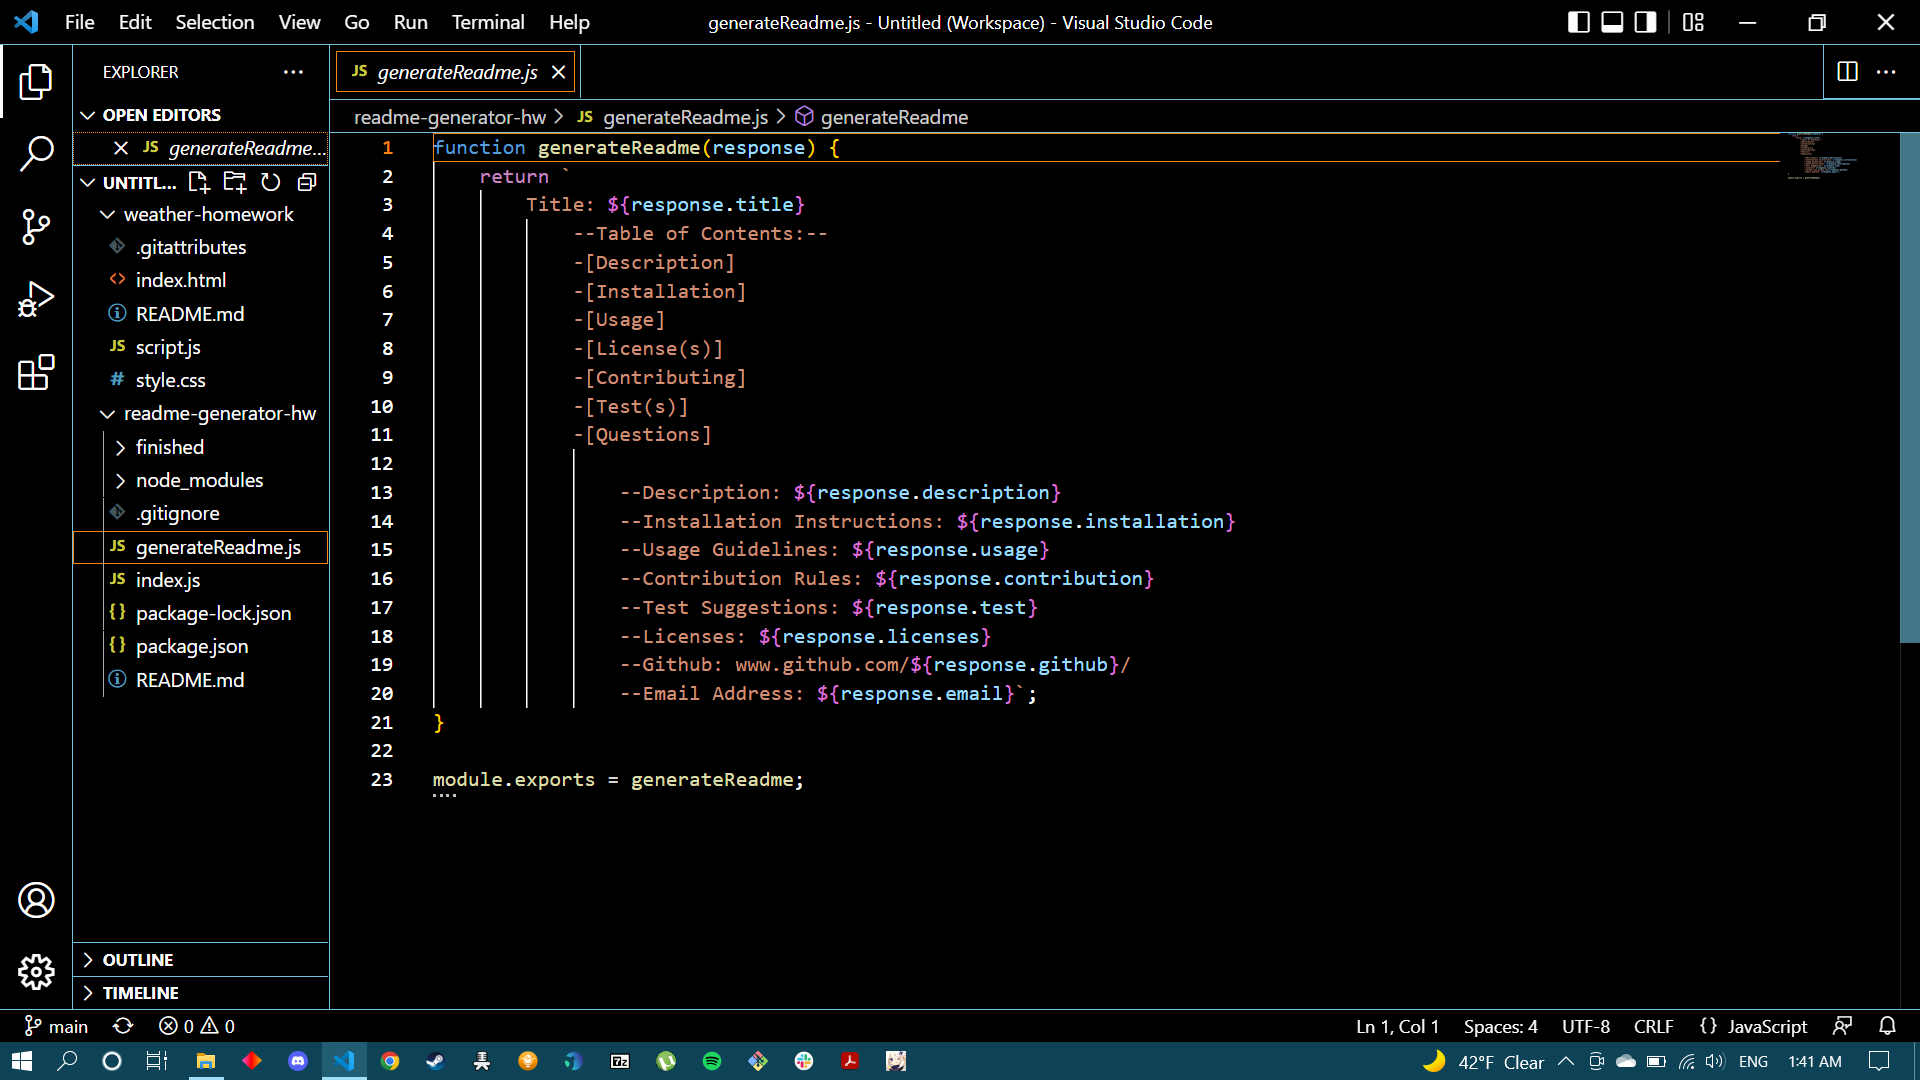 File Edit Selection View Go Run Terminal Help generateReadme.js - Untitled (Workspace) - Visual Studio Code
EXPLORER
JS generateReadme.js
OPEN EDITORS
JS generateReadme...
UNTITL...
weather-homework
.gitattributes
<> index.html
README.md
JS script.js
# style.css
readme-generator-hw
finished
node_modules
.gitignore
JS generateReadme.js
JS index.js
{} package-lock.json
{} package.json
README.md
OUTLINE
TIMELINE
readme-generator-hw > JS generateReadme.js > generateReadme
1 function generateReadme(response) {
2 return `
3 Title: ${response.title}
4 --Table of Contents:--
5 -[Description]
6 -[Installation]
7 -[Usage]
8 -[License(s)]
9 -[Contributing]
10 -[Test(s)]
11 -[Questions]
12
13 --Description: ${response.description}
14 --Installation Instructions: ${response.installation}
15 --Usage Guidelines: ${response.usage}
16 --Contribution Rules: ${response.contribution}
17 --Test Suggestions: ${response.test}
18 --Licenses: ${response.licenses}
19 --Github: www.github.com/${response.github}/
20 --Email Address: ${response.email}`;
21 }
22
23 module.exports = generateReadme;
main 0 0 Ln 1, Col 1 Spaces: 4 UTF-8 CRLF {} JavaScript
7z 42°F Clear ENG 1:41 AM